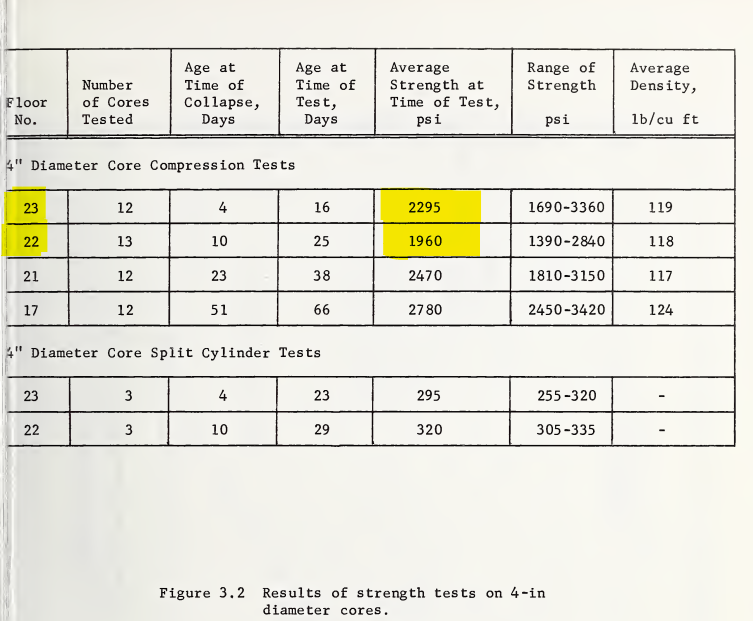 Floor No. Number of Cores Tested Age at Time of Collapse, Days Age at Time of Test, Days Average Strength at Time of Test, psi Range of Strength psi Average Density, lb/cu ft
4" Diameter Core Compression Tests
23 12 4 16 2295 1690-3360 119
22 13 10 25 1960 1390-2840 118
21 12 23 38 2470 1810-3150 117
17 12 51 66 2780 2450-3420 124
4" Diameter Core Split Cylinder Tests
23 3 4 23 295 255-320 -
22 3 10 29 320 305-335 -
Figure 3.2 Results of strength tests on 4-in
diameter cores.